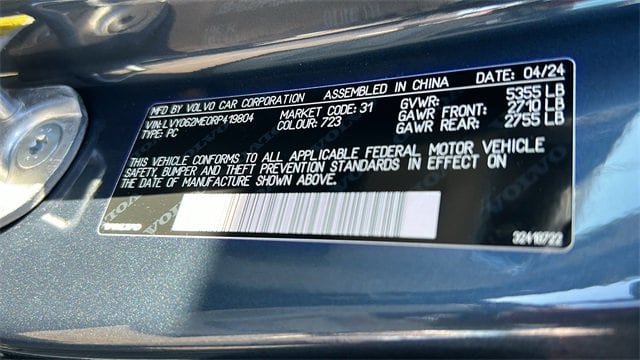 MFD BY VOLVO CAR CORPORATION ASSEMBLED IN CHINA DATE: 04/24
VIN:LVY062ME0RP419804 MARKET CODE: 31 GVWR: 5355 LB
TYPE: PC COLOUR: 723 GAWR FRONT: 2710 LB
GAWR REAR: 2755 LB
THIS VEHICLE CONFORMS TO ALL APPLICABLE FEDERAL MOTOR VEHICLE
SAFETY, BUMPER AND THEFT PREVENTION STANDARDS IN EFFECT ON
THE DATE OF MANUFACTURE SHOWN ABOVE.
VOLVO
32418722